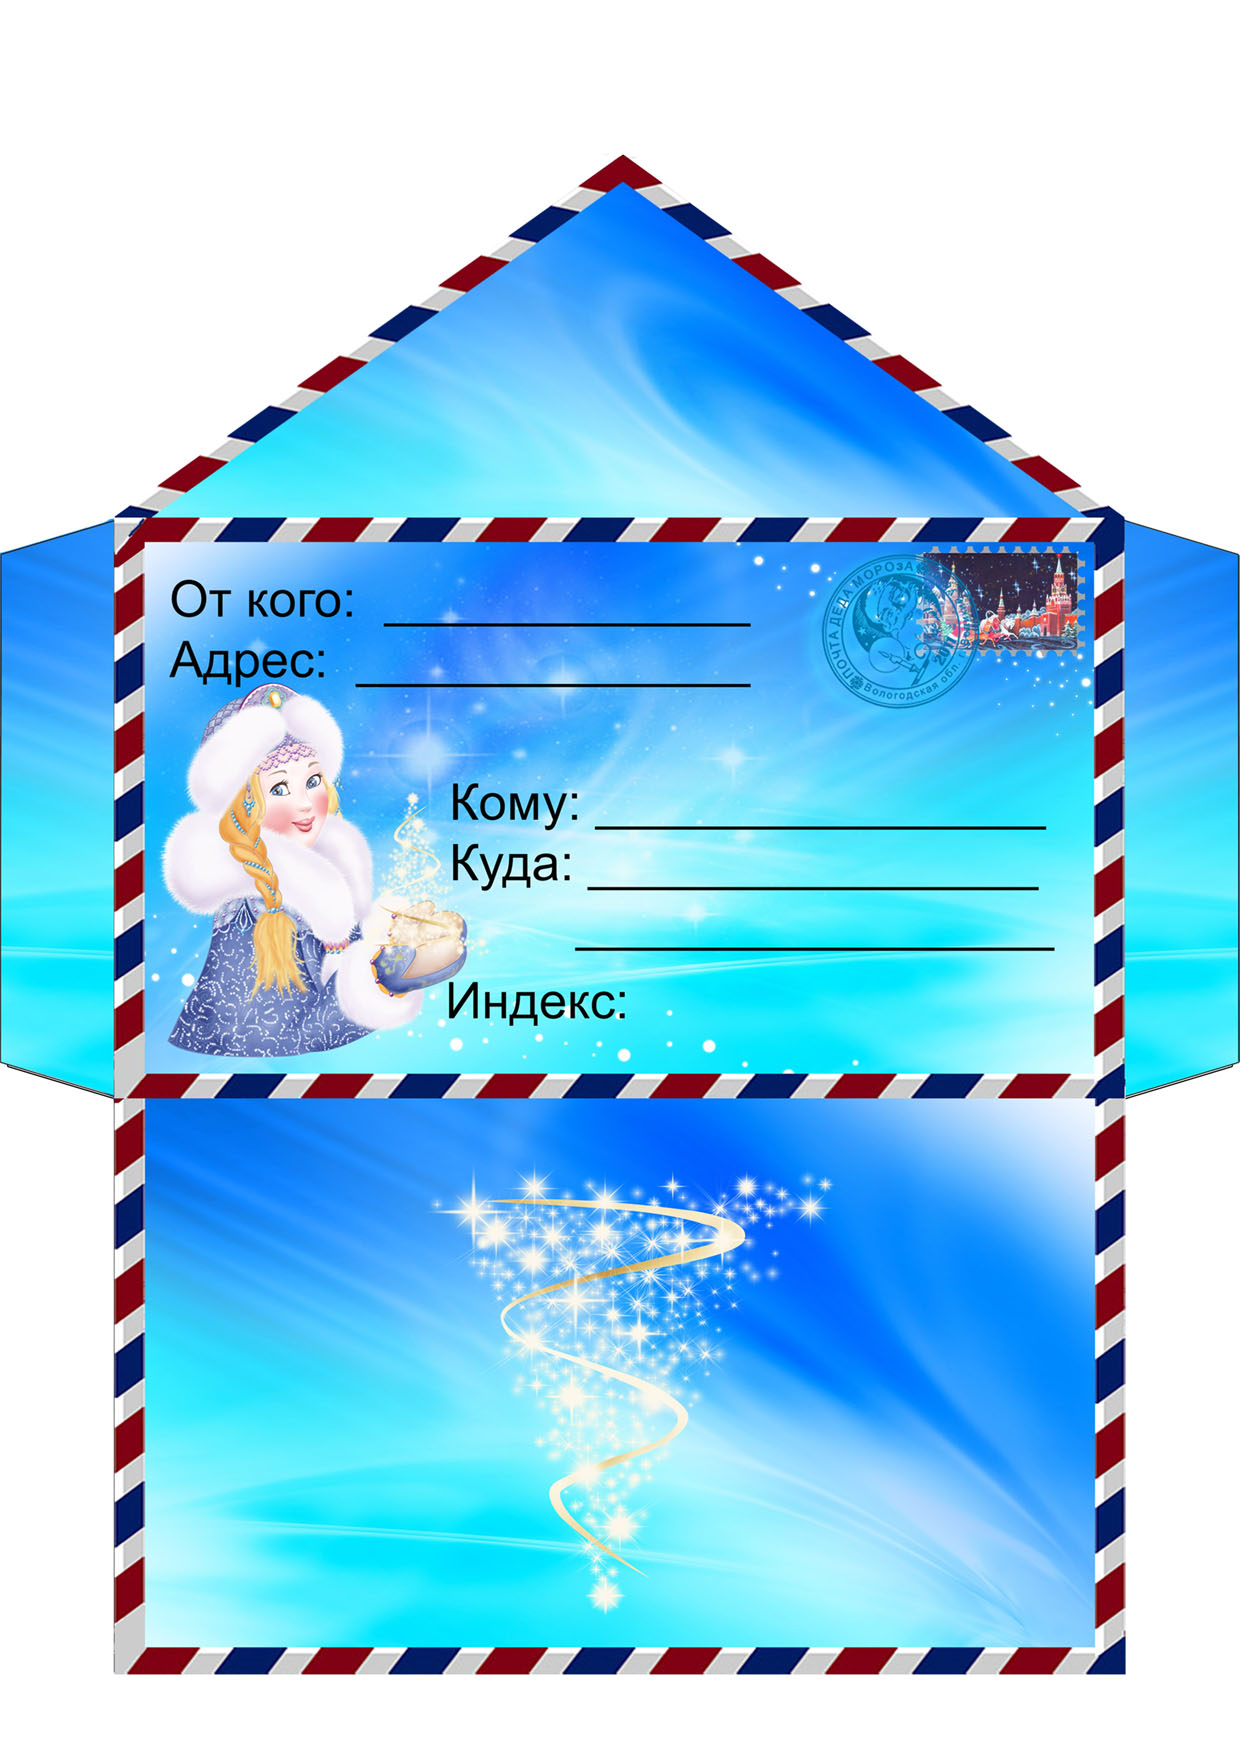 От кого:
Адрес:
ПОЧТА ДЕДА МОРОЗА
Вологодская обл.
Кому:
Куда:
Индекс: